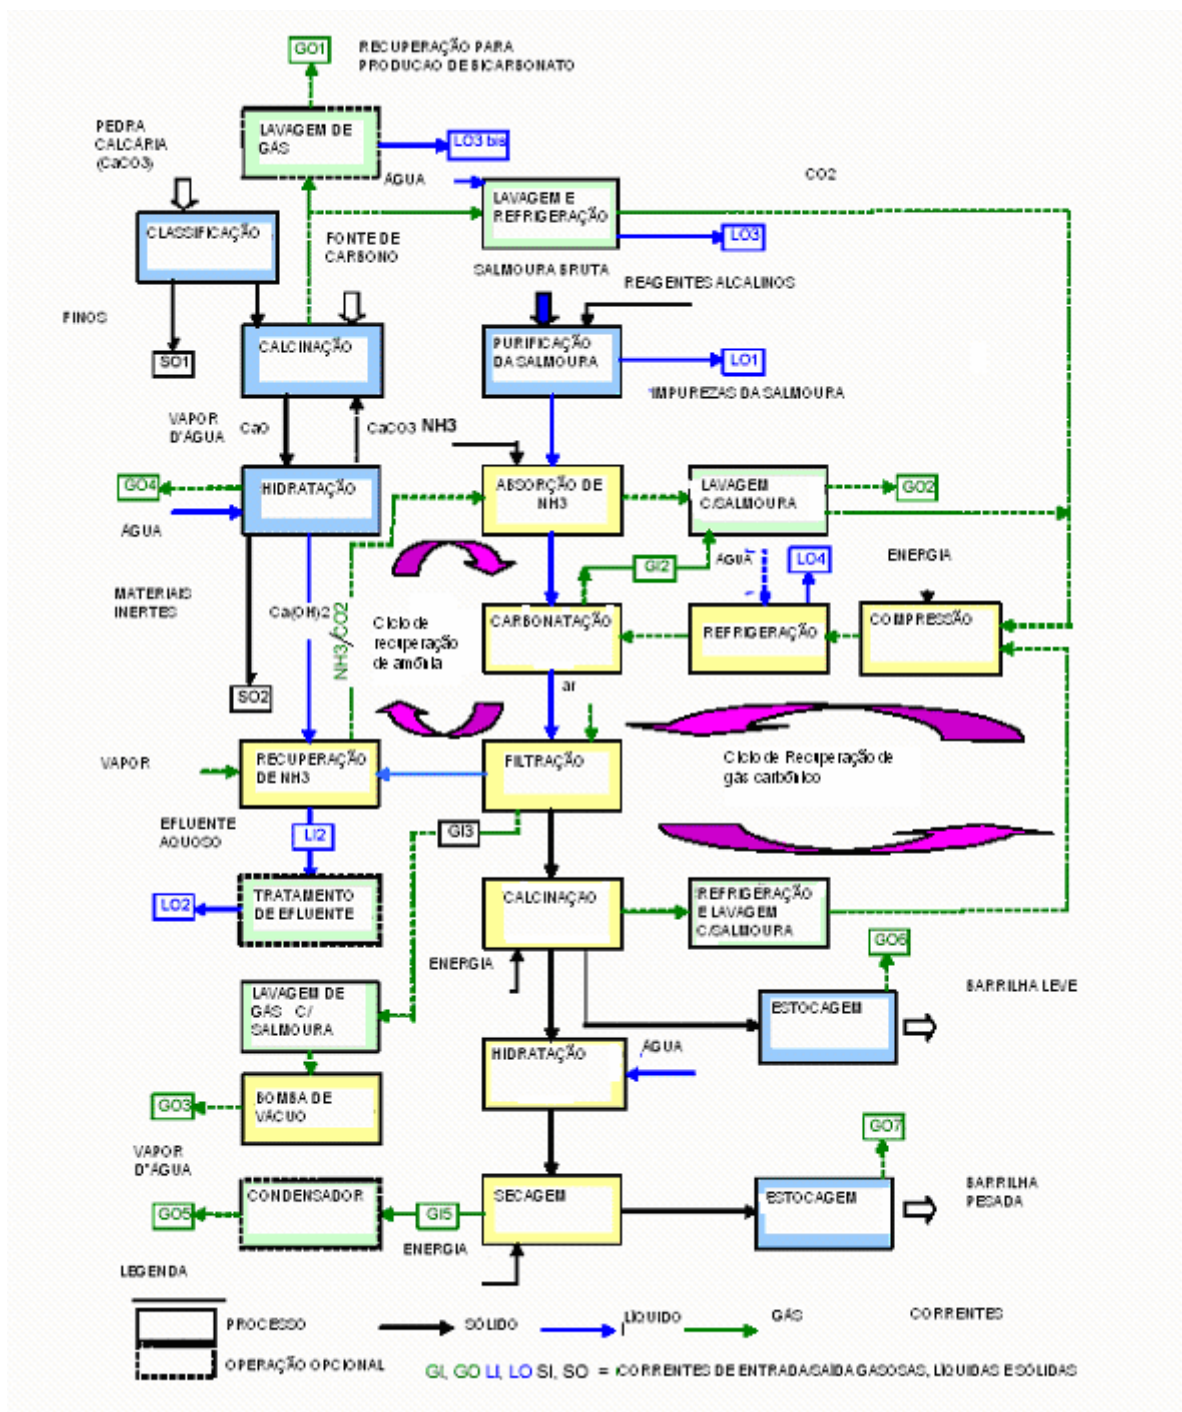 GO1
RECUPERAÇÃO PARA
PRODUCAO DE BICARBONATO
PEDRA
CALCÁRIA
(CaCO3)
LAVAGEM DE
GÁS
LO3 bis
ÁGUA
CO2
LAVAGEM E
REFRIGERAÇÃO
CLASSIFICAÇÃO
FONTE DE
CARBONO
LO3
SALMOURA BRUTA
REAGENTES ALCALINOS
FINOS
CALCINAÇÃO
PURIFICAÇÃO
DA SALMOURA
SO1
LO1
IMPUREZAS DA SALMOURA
VAPOR
D'ÁGUA
CaO
CaCO3
NH3
GO4
HIDRATAÇÃO
ABSORÇÃO DE
NH3
LAVAGEM
C/SALMOURA
GO2
ÁGUA
MATERIAIS
INERTES
Ca(OH)2
NH3/CO2
Ciclo de
recuperação
de amônia
GI2
ÁGUA
LO4
ENERGIA
CARBONATAÇÃO
REFRIGERAÇÃO
COMPRESSÃO
SO2
ar
VAPOR
RECUPERAÇÃO
DE NH3
FILTRAÇÃO
Ciclo de Recuperação de
gás carbônico
EFLUENTE
AQUOSO
LI2
GI3
LO2
TRATAMENTO
DE EFLUENTE
CALCINAÇAO
REFRIGERAÇÃO
E LAVAGEM
C/SALMOURA
ENERGIA
GO6
LAVAGEM DE
GÁS C/
SALMOURA
ESTOCAGEM
BARRILHA LEVE
HIDRATAÇÃO
ÁGUA
GO3
BOMBA DE
VÁCUO
VAPOR
D'ÁGUA
GO7
GO5
CONDENSADOR
GI5
SECAGEM
ESTOCAGEM
BARRILHA
PESADA
ENERGIA
LEGENDA
PROCESSO
SÓLIDO
LÍQUIDO
GÁS
CORRENTES
OPERAÇÃO OPCIONAL
GI, GO LI, LO SI, SO = CORRENTES DE ENTRADA/SAÍDA GASOSAS, LÍQUIDAS E SÓLIDAS